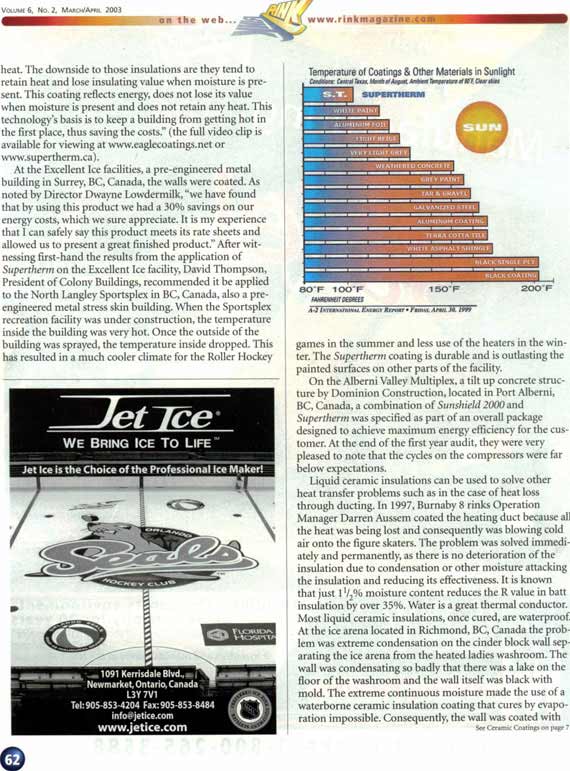 VOLUME 6, NO. 2, MARCH/APRIL 2003
on the web...
RINK
www.rinkmagazine.com
heat. The downside to those insulations are they tend to
retain heat and lose insulating value when moisture is pre-
sent. This coating reflects energy, does not lose its value
when moisture is present and does not retain any heat. This
technology's basis is to keep a building from getting hot in
the first place, thus saving the costs." (the full video clip is
available for viewing at www.eaglecoatings.net or
www.supertherm.ca).
At the Excellent Ice facilities, a pre-engineered metal
building in Surrey, BC, Canada, the walls were coated. As
noted by Director Dwayne Lowdermilk, "we have found
that by using this product we had a 30% savings on our
energy costs, which we sure appreciate. It is my experience
that I can safely say this product meets its rate sheets and
allowed us to present a great finished product." After wit-
nessing first-hand the results from the application of
Supertherm on the Excellent Ice facility, David Thompson,
President of Colony Buildings, recommended it be applied
to the North Langley Sportsplex in BC, Canada, also a pre-
engineered metal stress skin building. When the Sportsplex
recreation facility was under construction, the temperature
inside the building was very hot. Once the outside of the
building was sprayed, the temperature inside dropped. This
has resulted in a much cooler climate for the Roller Hockey
Jet Ice®
WE BRING ICE TO LIFE™
Jet Ice is the Choice of the Professional Ice Maker!
ORLANDO
Seals
HOCKEY CLUB
FLORIDA
HOSPITA
1091 Kerrisdale Blvd.,
Newmarket, Ontario, Canada
L3Y 7V1
Tel: 905-853-4204 Fax: 905-853-8484
info@jetice.com
www.jetice.com
Temperature of Coatings & Other Materials in Sunlight
Conditions: Central Texas, Month of August, Ambient Temperature of 90°F, Clear skies
S.T. SUPERTHERM
WHITE PAINT
ALUMINUM FOIL
LIGHT BEIGE
VERY LIGHT GREY
WEATHERED CONCRETE
GREY PAINT
TAR & GRAVEL
GALVANIZED STEEL
ALUMINUM COATING
TERRA COTTA TILE
WHITE ASPHALT SHINGLE
BLACK SINGLE PLY
BLACK COATING
SUN
80°F 100°F 150°F 200°F
FAHRENHEIT DEGREES
A-2 INTERNATIONAL ENERGY REPORT • FRIDAY, APRIL 30, 1999
games in the summer and less use of the heaters in the win-
ter. The Supertherm coating is durable and is outlasting the
painted surfaces on other parts of the facility.
On the Alberni Valley Multiplex, a tilt up concrete struc-
ture by Dominion Construction, located in Port Alberni,
BC, Canada, a combination of Sunshield 2000 and
Supertherm was specified as part of an overall package
designed to achieve maximum energy efficiency for the cus-
tomer. At the end of the first year audit, they were very
pleased to note that the cycles on the compressors were far
below expectations.
Liquid ceramic insulations can be used to solve other
heat transfer problems such as in the case of heat loss
through ducting. In 1997, Burnaby 8 rinks Operation
Manager Darren Aussem coated the heating duct because all
the heat was being lost and consequently was blowing cold
air onto the figure skaters. The problem was solved immedi-
ately and permanently, as there is no deterioration of the
insulation due to condensation or other moisture attacking
the insulation and reducing its effectiveness. It is known
that just 1 1/2% moisture content reduces the R value in batt
insulation by over 35%. Water is a great thermal conductor.
Most liquid ceramic insulations, once cured, are waterproof.
At the ice arena located in Richmond, BC, Canada the prob-
lem was extreme condensation on the cinder block wall sep-
arating the ice arena from the heated ladies washroom. The
wall was condensating so badly that there was a lake on the
floor of the washroom and the wall itself was black with
mold. The extreme continuous moisture made the use of a
waterborne ceramic insulation coating that cures by evapo-
ration impossible. Consequently, the wall was coated with
See Ceramic Coatings on page 7
62